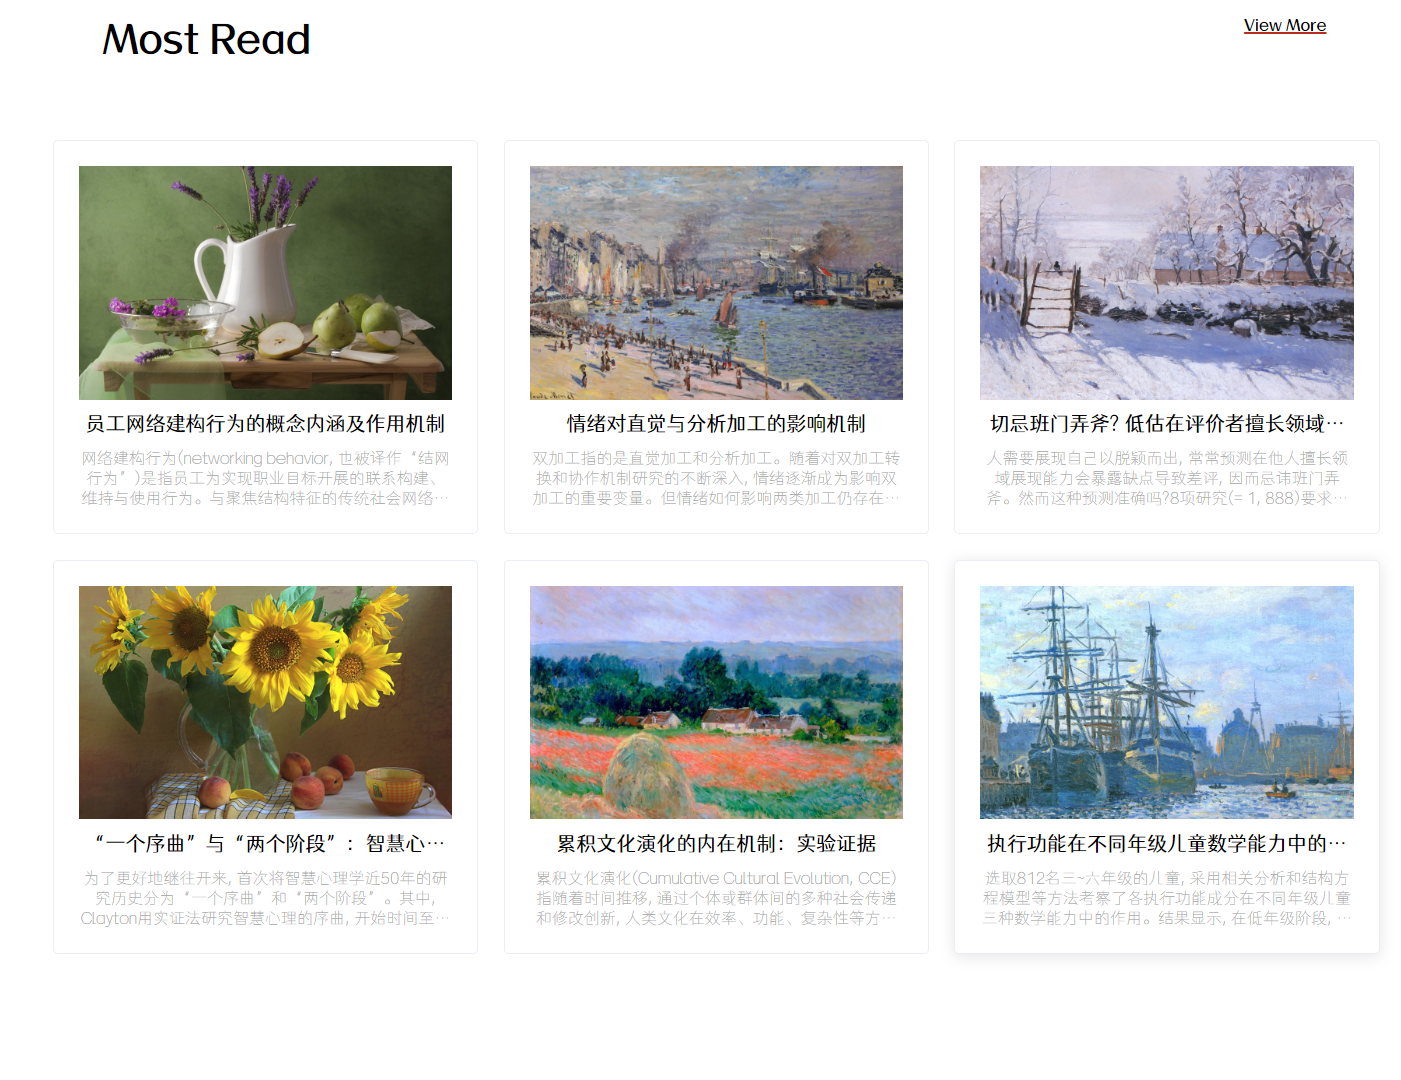 Most Read
View More
员工网络建构行为的概念内涵及作用机制
网络建构行为(networking behavior, 也被译作“结网
行为”)是指员工为实现职业目标开展的联系构建、
维持与使用行为。与聚焦结构特征的传统社会网络…
情绪对直觉与分析加工的影响机制
双加工指的是直觉加工和分析加工。随着对双加工转
换和协作机制研究的不断深入, 情绪逐渐成为影响双
加工的重要变量。但情绪如何影响两类加工仍存在…
切忌班门弄斧? 低估在评价者擅长领域…
人需要展现自己以脱颖而出, 常常预测在他人擅长领
域展现能力会暴露缺点导致差评, 因而忌讳班门弄
斧。然而这种预测准确吗?8项研究(= 1, 888)要求…
“一个序曲”与“两个阶段”：智慧心…
为了更好地继往开来, 首次将智慧心理学近50年的研
究历史分为“一个序曲”和“两个阶段”。其中,
Clayton用实证法研究智慧心理的序曲, 开始时间至…
累积文化演化的内在机制：实验证据
累积文化演化(Cumulative Cultural Evolution, CCE)
指随着时间推移, 通过个体或群体间的多种社会传递
和修改创新, 人类文化在效率、功能、复杂性等方…
执行功能在不同年级儿童数学能力中的…
选取812名三~六年级的儿童, 采用相关分析和结构方
程模型等方法考察了各执行功能成分在不同年级儿童
三种数学能力中的作用。结果显示, 在低年级阶段, …